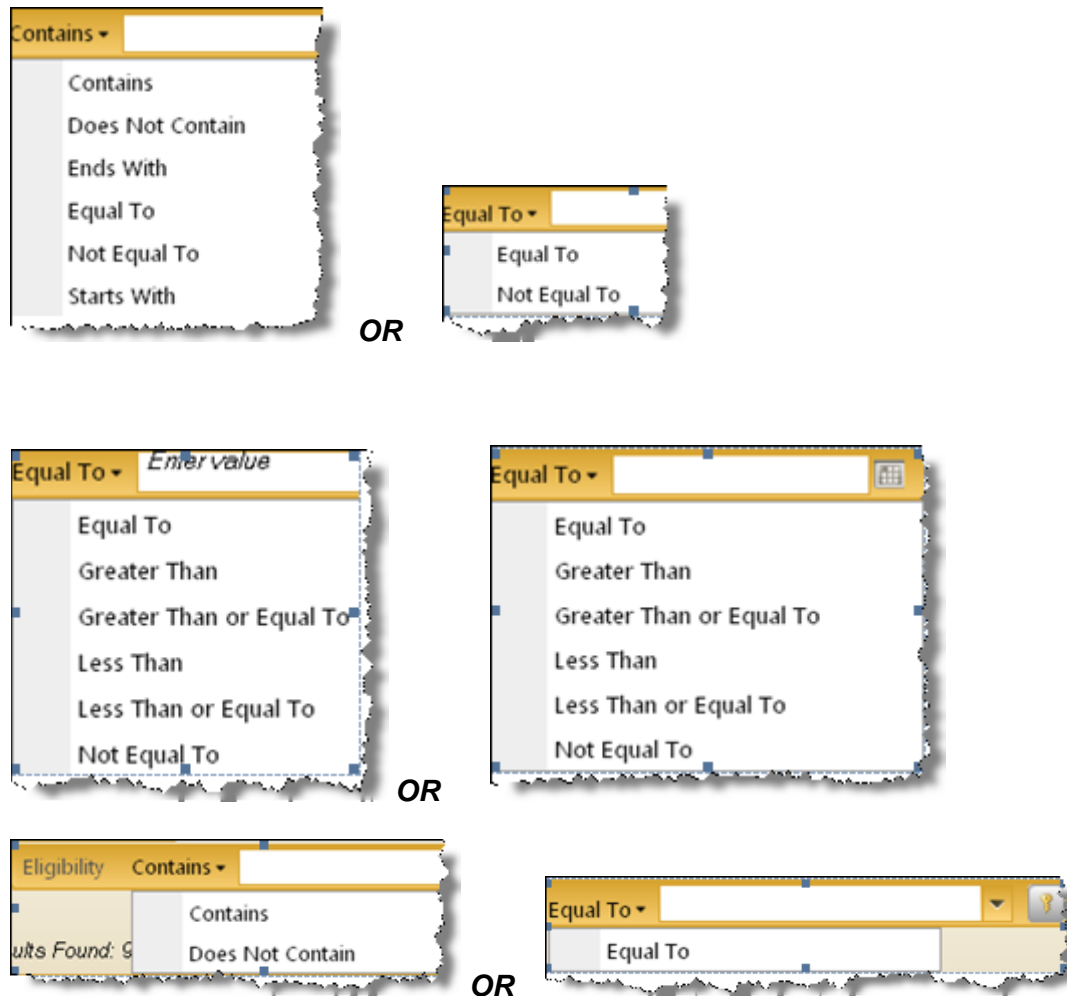 Contains
Contains
Does Not Contain
Ends With
Equal To
Not Equal To
Starts With
OR
Equal To
Equal To
Not Equal To
Equal To Enter value
Equal To
Greater Than
Greater Than or Equal To
Less Than
Less Than or Equal To
Not Equal To
OR
Equal To
Equal To
Greater Than
Greater Than or Equal To
Less Than
Less Than or Equal To
Not Equal To
Eligibility Contains
Contains
ults Found: 9 Does Not Contain
OR
Equal To
Equal To